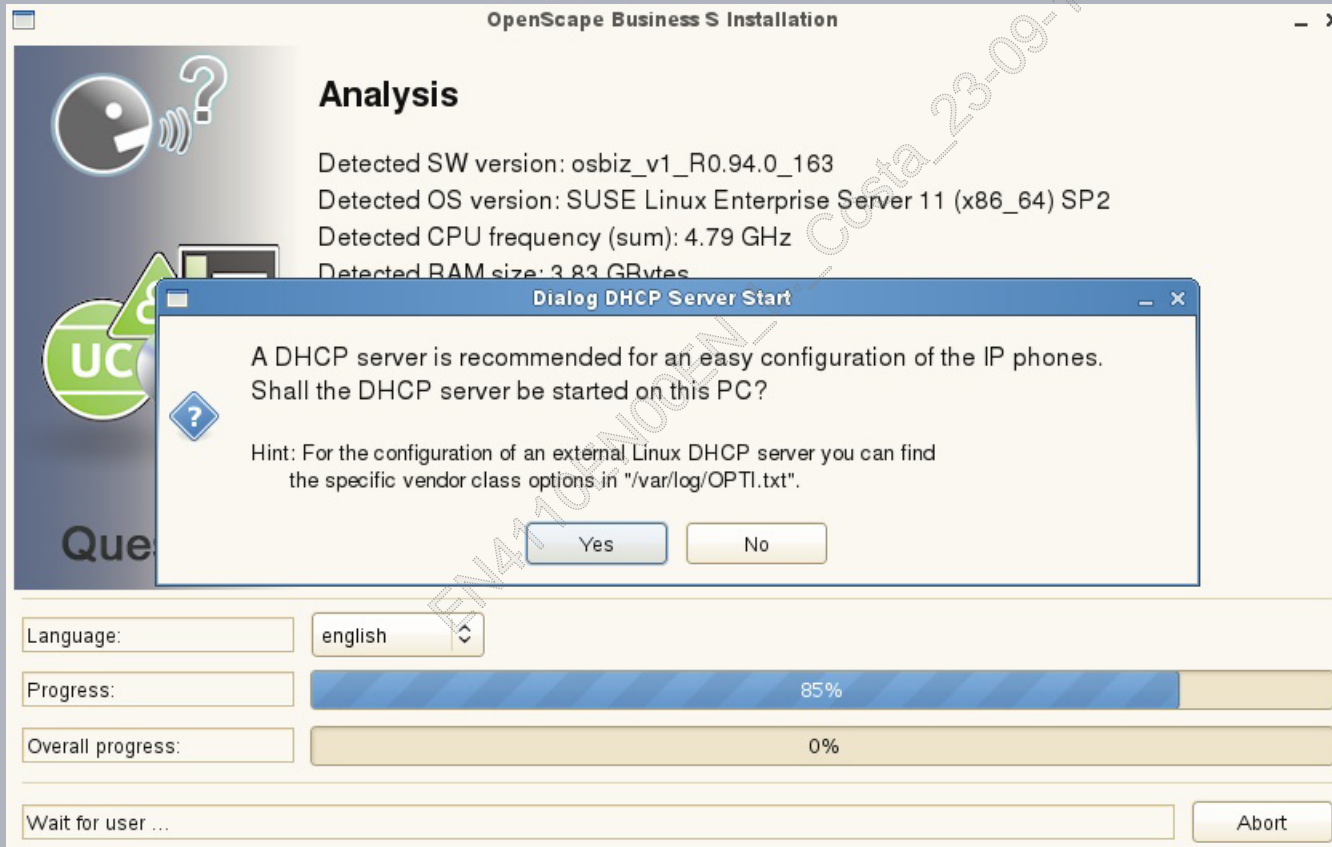 OpenScape Business S Installation
Analysis
Detected SW version: osbiz_v1_R0.94.0_163
Detected OS version: SUSE Linux Enterprise Server 11 (x86_64) SP2
Detected CPU frequency (sum): 4.79 GHz
Detected RAM size: 3.83 GBytes
Dialog DHCP Server Start
A DHCP server is recommended for an easy configuration of the IP phones.
Shall the DHCP server be started on this PC?
Hint: For the configuration of an external Linux DHCP server you can find
the specific vendor class options in "/var/log/OPTI.txt".
Yes No
UC
Ques
Language: english
Progress: 85%
Overall progress: 0%
Wait for user ... Abort